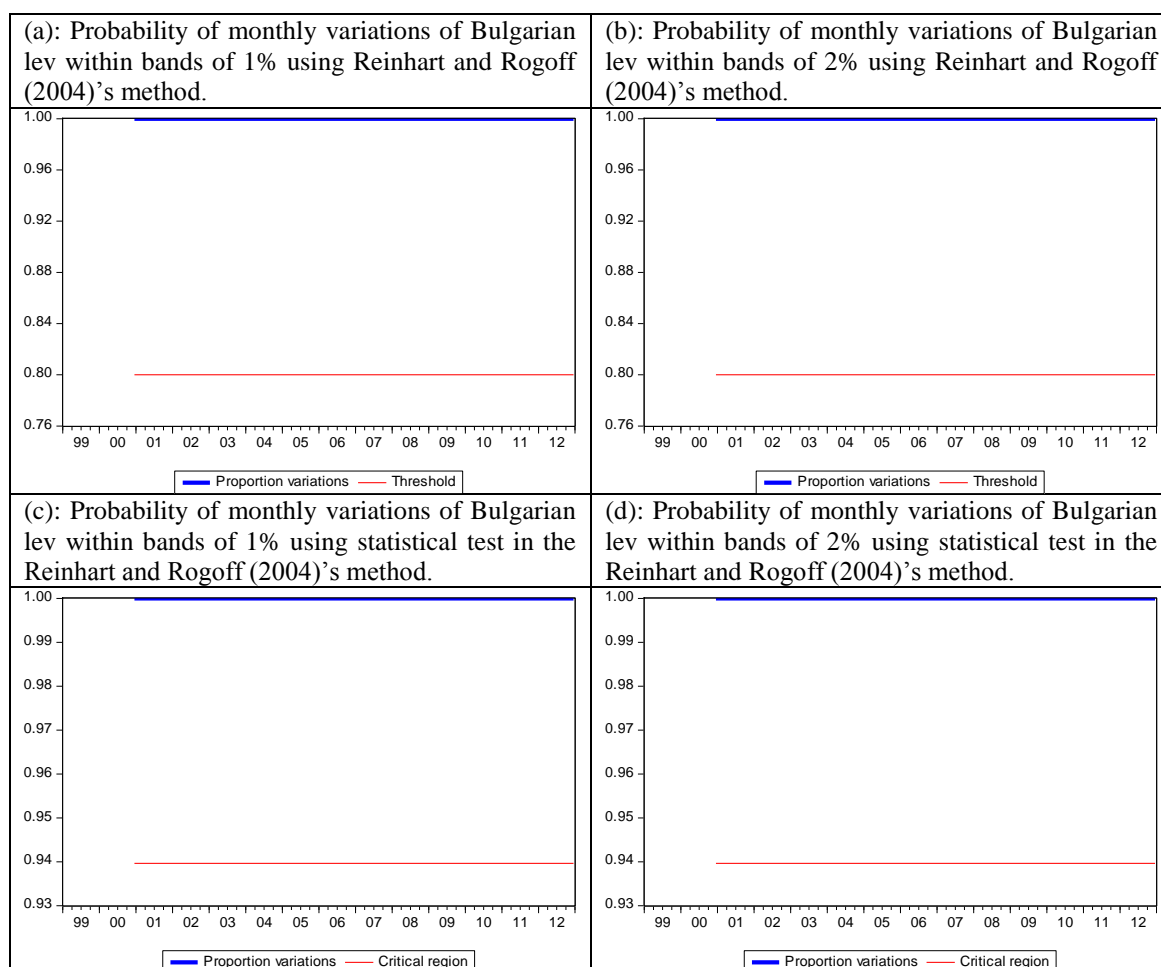 (a): Probability of monthly variations of Bulgarian
lev within bands of 1% using Reinhart and Rogoff
(2004)’s method.
(b): Probability of monthly variations of Bulgarian
lev within bands of 2% using Reinhart and Rogoff
(2004)’s method.
1.00
0.96
0.92
0.88
0.84
0.80
0.76
99 00 01 02 03 04 05 06 07 08 09 10 11 12
Proportion variations Threshold
1.00
0.96
0.92
0.88
0.84
0.80
0.76
99 00 01 02 03 04 05 06 07 08 09 10 11 12
Proportion variations Threshold
(c): Probability of monthly variations of Bulgarian
lev within bands of 1% using statistical test in the
Reinhart and Rogoff (2004)’s method.
(d): Probability of monthly variations of Bulgarian
lev within bands of 2% using statistical test in the
Reinhart and Rogoff (2004)’s method.
1.00
0.99
0.98
0.97
0.96
0.95
0.94
0.93
99 00 01 02 03 04 05 06 07 08 09 10 11 12
Proportion variations Critical region
1.00
0.99
0.98
0.97
0.96
0.95
0.94
0.93
99 00 01 02 03 04 05 06 07 08 09 10 11 12
Proportion variations Critical region